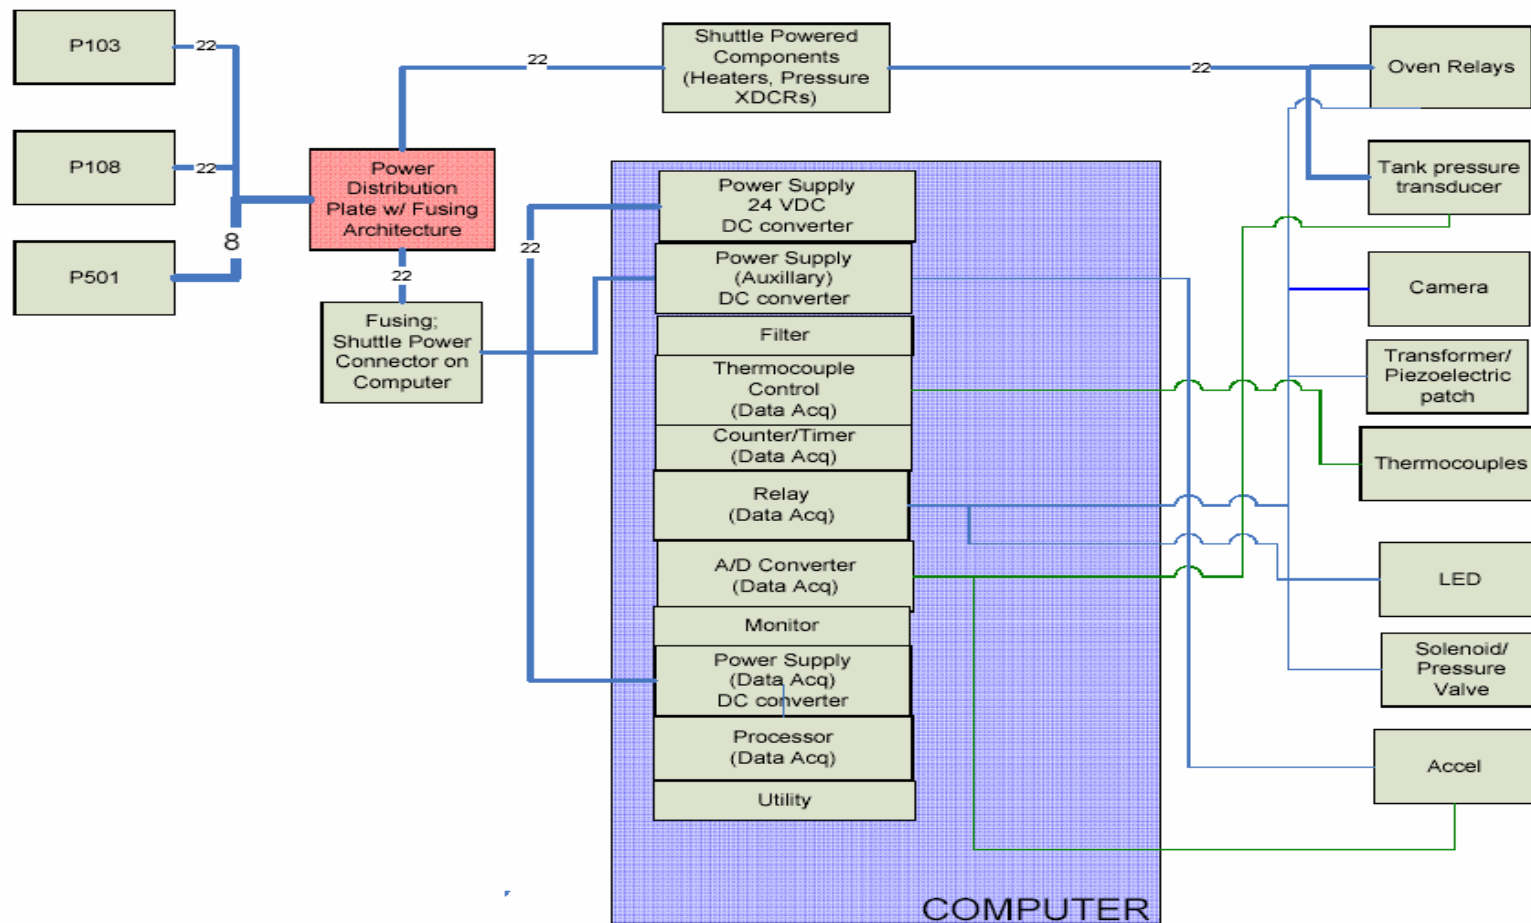 P103
22
P108
22
8
P501
Power
Distribution
Plate w/ Fusing
Architecture
22
22
Fusing;
Shuttle Power
Connector on
Computer
22
Shuttle Powered
Components
(Heaters, Pressure
XDCRs)
22
Power Supply
24 VDC
DC converter
Power Supply
(Auxillary)
DC converter
Filter
Thermocouple
Control
(Data Acq)
Counter/Timer
(Data Acq)
Relay
(Data Acq)
A/D Converter
(Data Acq)
Monitor
Power Supply
(Data Acq)
DC converter
Processor
(Data Acq)
Utility
COMPUTER
Oven Relays
Tank pressure
transducer
Camera
Transformer/
Piezoelectric
patch
Thermocouples
LED
Solenoid/
Pressure
Valve
Accel